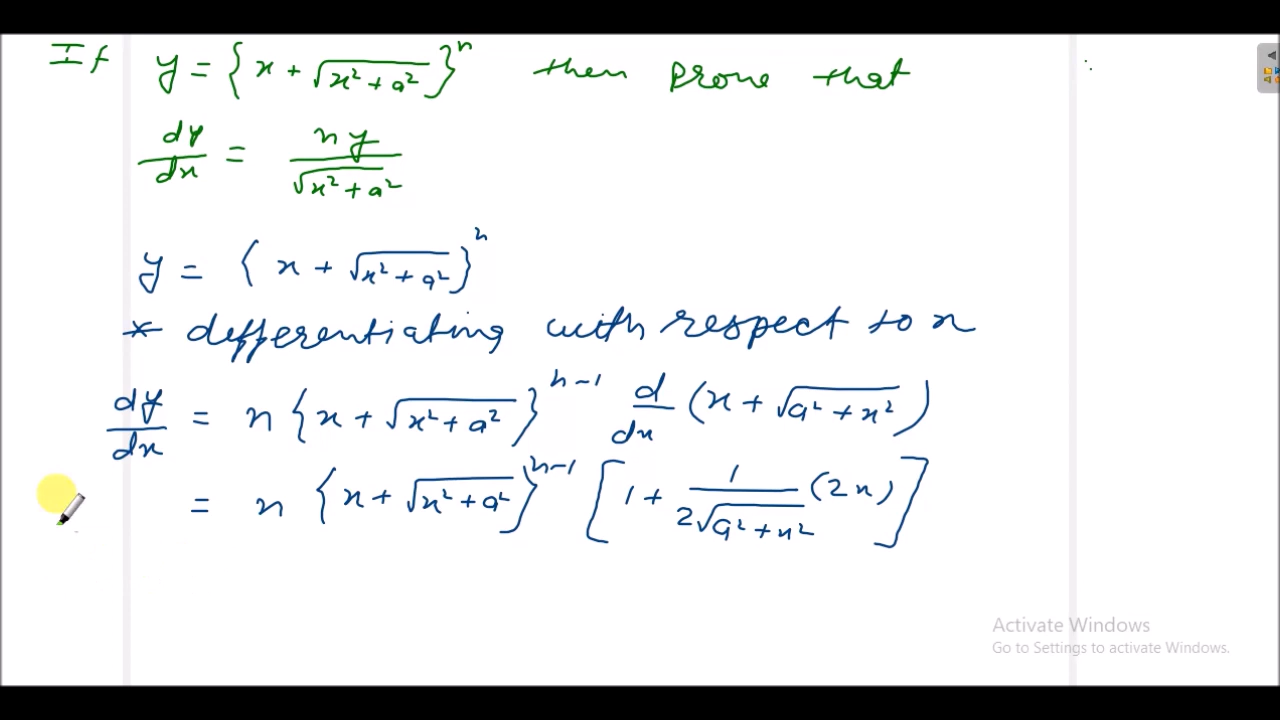 If y = {x + √(x² + a²)}ⁿ then prove that
dy/dx = ny/√(x² + a²)
y = {x + √(x² + a²)}ⁿ
* defferentiating with respect to x
dy/dx = n {x + √(x² + a²)}ⁿ⁻¹ d/dx (x + √(a² + x²))
= n {x + √(x² + a²)}ⁿ⁻¹ [1 + 1/(2√(a² + x²)) (2x)]
Activate Windows
Go to Settings to activate Windows.